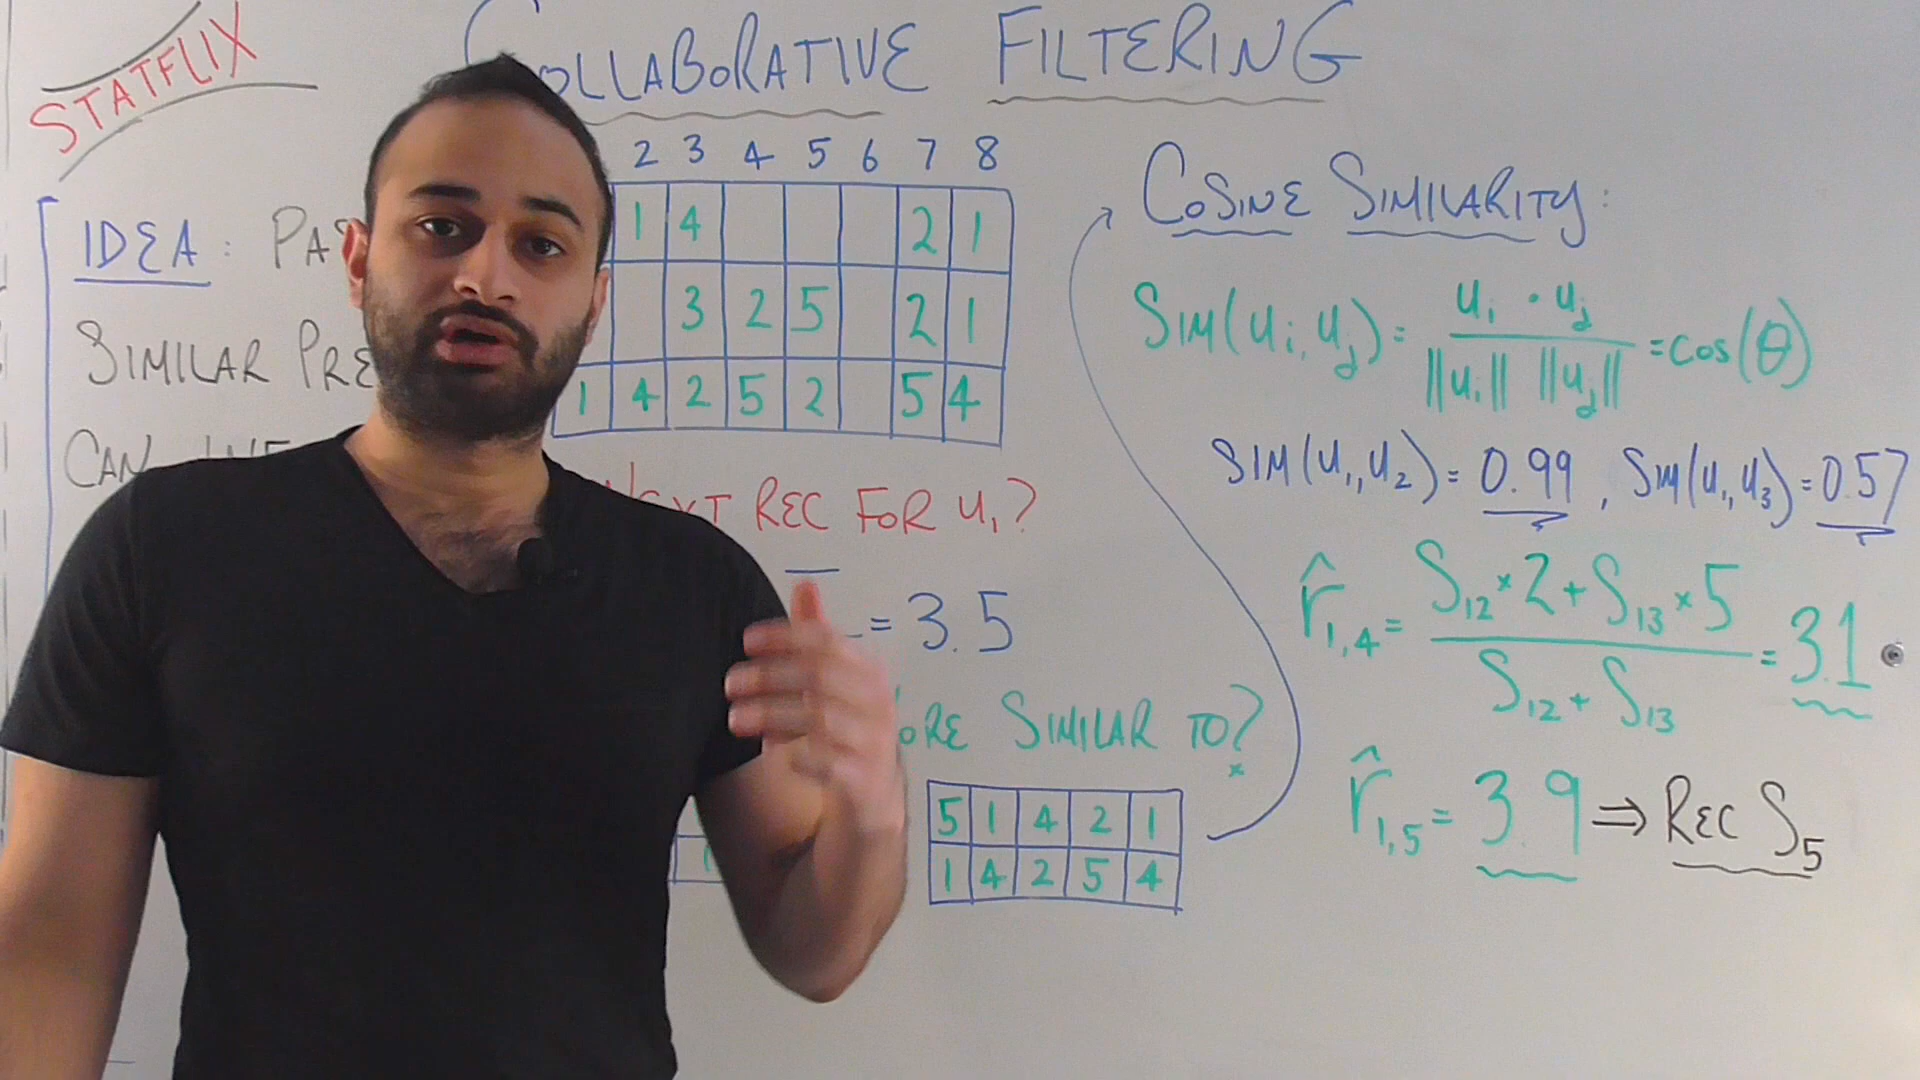 STATFLIX
COLLABORATIVE FILTERING
2 3 4 5 6 7 8
1 4 2 1
3 2 5 2 1
1 4 2 5 2 5 4
IDEA:
SIMILAR
CAN
NEXT REC FOR U₁?
= 3.5
SIMILAR TO?
5 1 4 2 1
1 4 2 5 4
COSINE SIMILARITY:
SIM(Uᵢ, Uⱼ) = Uᵢ · Uⱼ / ||Uᵢ|| ||Uⱼ|| = cos(θ)
SIM(U₁, U₂) = 0.99, SIM(U₁, U₃) = 0.57
r̂₁,₄ = S₁₂ × 2 + S₁₃ × 5 / S₁₂ + S₁₃ = 3.1
r̂₁,₅ = 3.9 ⇒ REC S₅